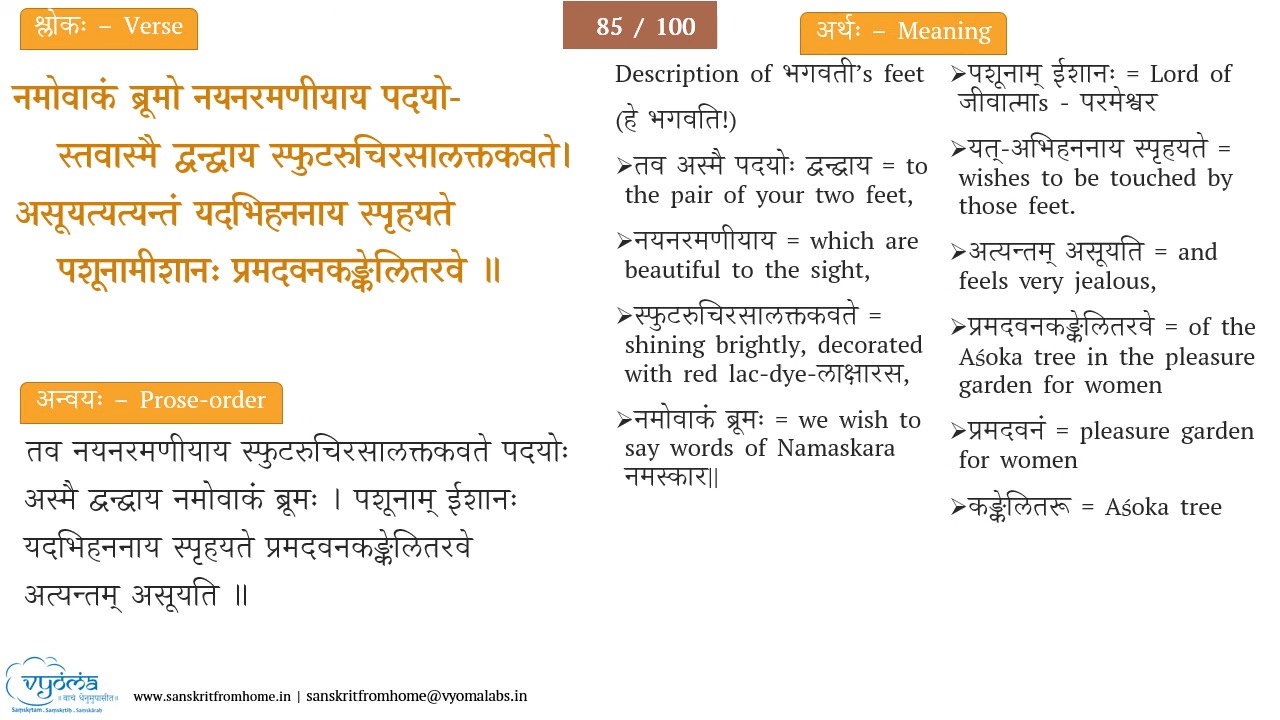 श्लोकः – Verse
नमोवाकं ब्रूमो नयनरमणीयाय पदयो-
स्तवास्मै द्वन्द्वाय स्फुटरुचिरसालक्तकवते।
असूयत्यत्यन्तं यदभिहननाय स्पृहयते
पशूनामीशानः प्रमदवनकङ्केलितरवे ॥
अन्वयः – Prose-order
तव नयनरमणीयाय स्फुटरुचिरसालक्तकवते पदयोः
अस्मै द्वन्द्वाय नमोवाकं ब्रूमः । पशूनाम् ईशानः
यदभिहननाय स्पृहयते प्रमदवनकङ्केलितरवे
अत्यन्तम् असूयति ॥
85 / 100
अर्थः – Meaning
Description of भगवती’s feet
(हे भगवति!)
➢तव अस्मै पदयोः द्वन्द्वाय = to
the pair of your two feet,
➢नयनरमणीयाय = which are
beautiful to the sight,
➢स्फुटरुचिरसालक्तकवते =
shining brightly, decorated
with red lac-dye-लाक्षारस,
➢नमोवाकं ब्रूमः = we wish to
say words of Namaskara
नमस्कार||
➢पशूनाम् ईशानः = Lord of
जीवात्माs - परमेश्वर
➢यत्-अभिहननाय स्पृहयते =
wishes to be touched by
those feet.
➢अत्यन्तम् असूयति = and
feels very jealous,
➢प्रमदवनकङ्केलितरवे = of the
Aśoka tree in the pleasure
garden for women
➢प्रमदवनं = pleasure garden
for women
➢कङ्केलितरू = Aśoka tree
vyoma
॥ वाचं धेनुमुपासीत॥
Saṁskṛtam . Saṁskṛtiḥ . Saṁskāraḥ
www.sanskritfromhome.in | sanskritfromhome@vyomalabs.in